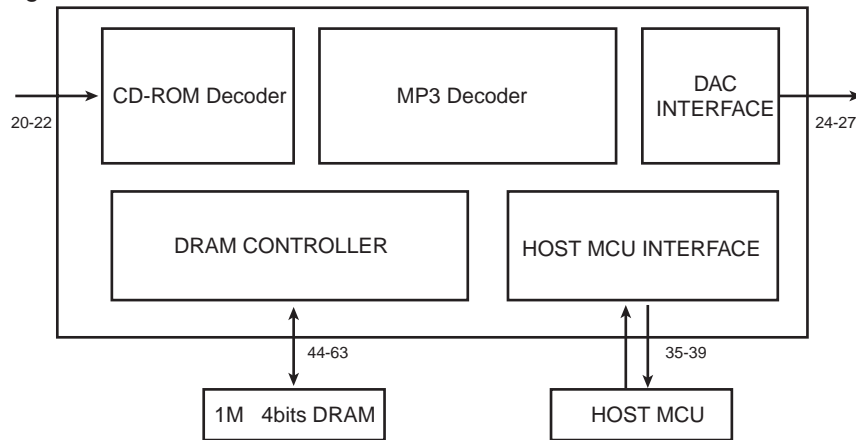 CD-ROM Decoder
MP3 Decoder
DAC
INTERFACE
20-22
24-27
DRAM CONTROLLER
HOST MCU INTERFACE
44-63
35-39
1M 4bits DRAM
HOST MCU